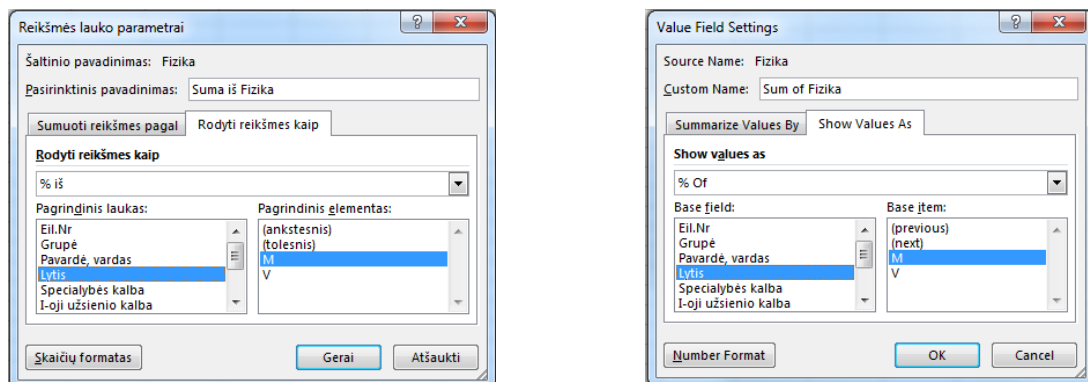 Reikšmės lauko parametrai
Šaltinio pavadinimas: Fizika
Pasirinktinis pavadinimas: Suma iš Fizika
Sumuoti reikšmes pagal
Rodyti reikšmes kaip
Rodyti reikšmes kaip
% iš
Pagrindinis laukas:
Eil.Nr
Grupė
Pavardė, vardas
Lytis
Specialybės kalba
I-oji užsienio kalba
Pagrindinis elementas:
(ankstesnis)
(tolesnis)
M
V
Skaičių formatas
Gerai
Atšaukti
Value Field Settings
Source Name: Fizika
Custom Name: Sum of Fizika
Summarize Values By
Show Values As
Show values as
% Of
Base field:
Eil.Nr
Grupė
Pavardė, vardas
Lytis
Specialybės kalba
I-oji užsienio kalba
Base item:
(previous)
(next)
M
V
Number Format
OK
Cancel